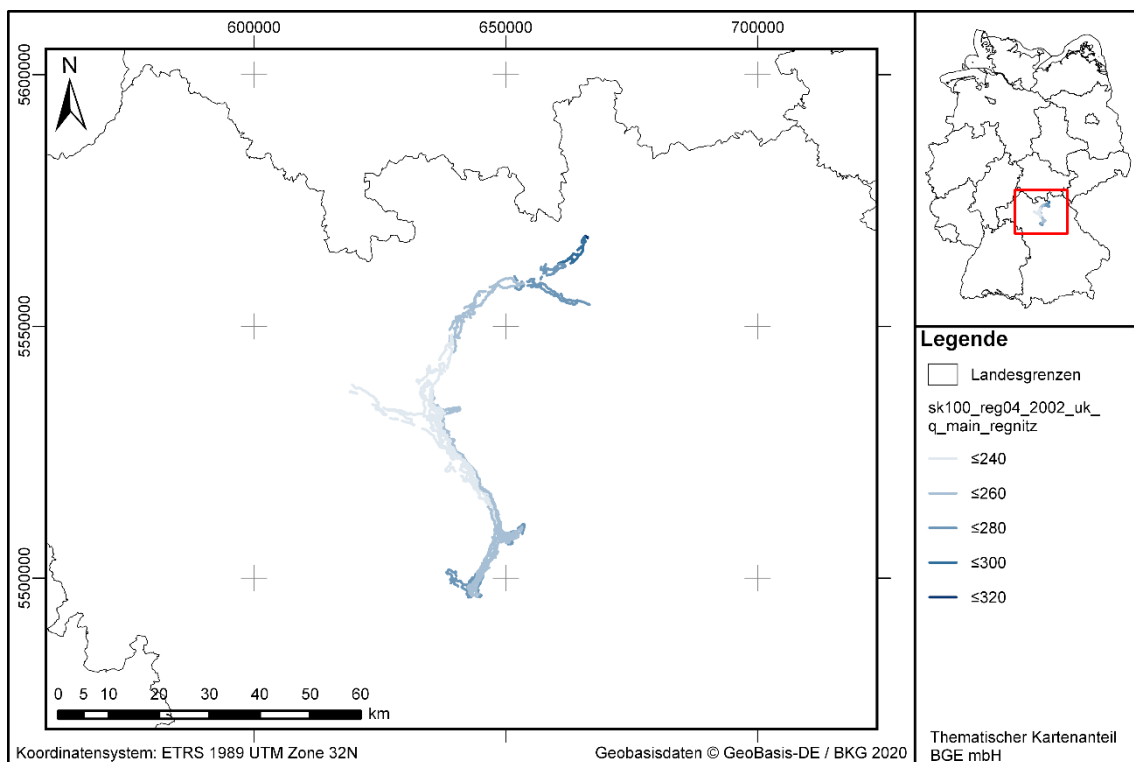 600000 650000 700000
5600000
5550000
5500000
N
0 5 10 20 30 40 50 60
km
Koordinatensystem: ETRS 1989 UTM Zone 32N
Geobasisdaten © GeoBasis-DE / BKG 2020
Legende
Landesgrenzen
sk100_reg04_2002_uk_
q_main_regnitz
≤240
≤260
≤280
≤300
≤320
Thematischer Kartenanteil
BGE mbH